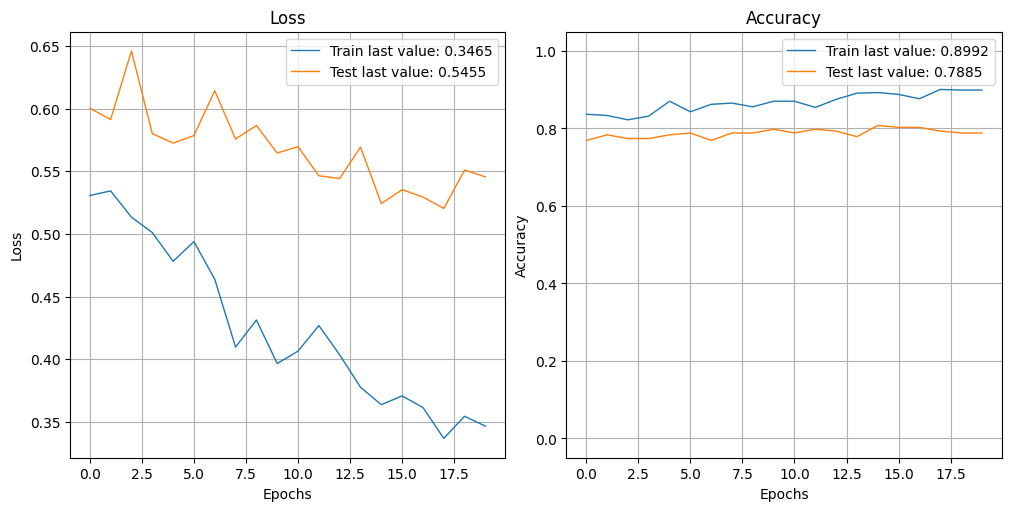 Loss
Train last value: 0.3465
Test last value: 0.5455
0.65
0.60
0.55
0.50
0.45
0.40
0.35
Loss
0.0 2.5 5.0 7.5 10.0 12.5 15.0 17.5
Epochs
Accuracy
Train last value: 0.8992
Test last value: 0.7885
1.0
0.8
0.6
0.4
0.2
0.0
Accuracy
0.0 2.5 5.0 7.5 10.0 12.5 15.0 17.5
Epochs